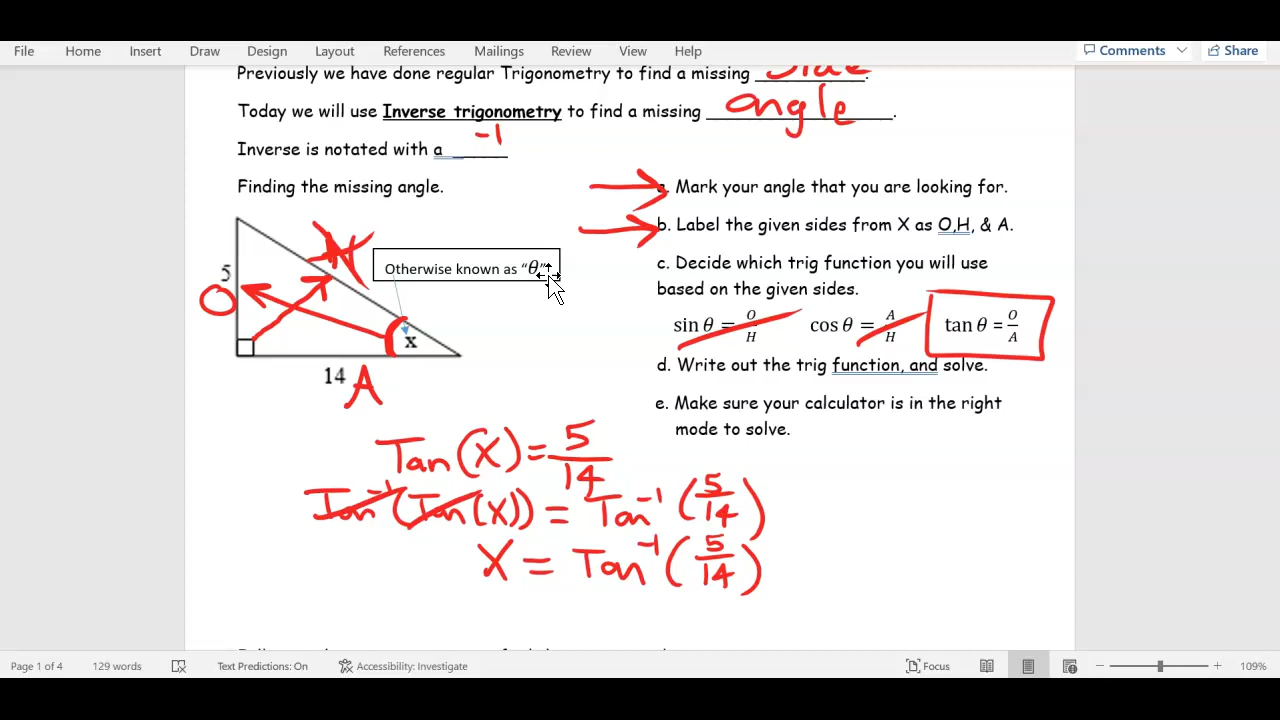 File Home Insert Draw Design Layout References Mailings Review View Help Comments Share
Previously we have done regular Trigonometry to find a missing side.
Today we will use Inverse trigonometry to find a missing angle.
Inverse is notated with a -1
Finding the missing angle.
a. Mark your angle that you are looking for.
b. Label the given sides from X as O,H, & A.
c. Decide which trig function you will use
based on the given sides.
sin θ = O/H cos θ = A/H tan θ = O/A
d. Write out the trig function, and solve.
e. Make sure your calculator is in the right
mode to solve.
H
Otherwise known as “θ”
5
O
x
14 A
Tan(X) = 5/14
Tan⁻¹(Tan(X)) = Tan⁻¹(5/14)
X = Tan⁻¹(5/14)
Page 1 of 4 129 words Text Predictions: On Accessibility: Investigate Focus 109%